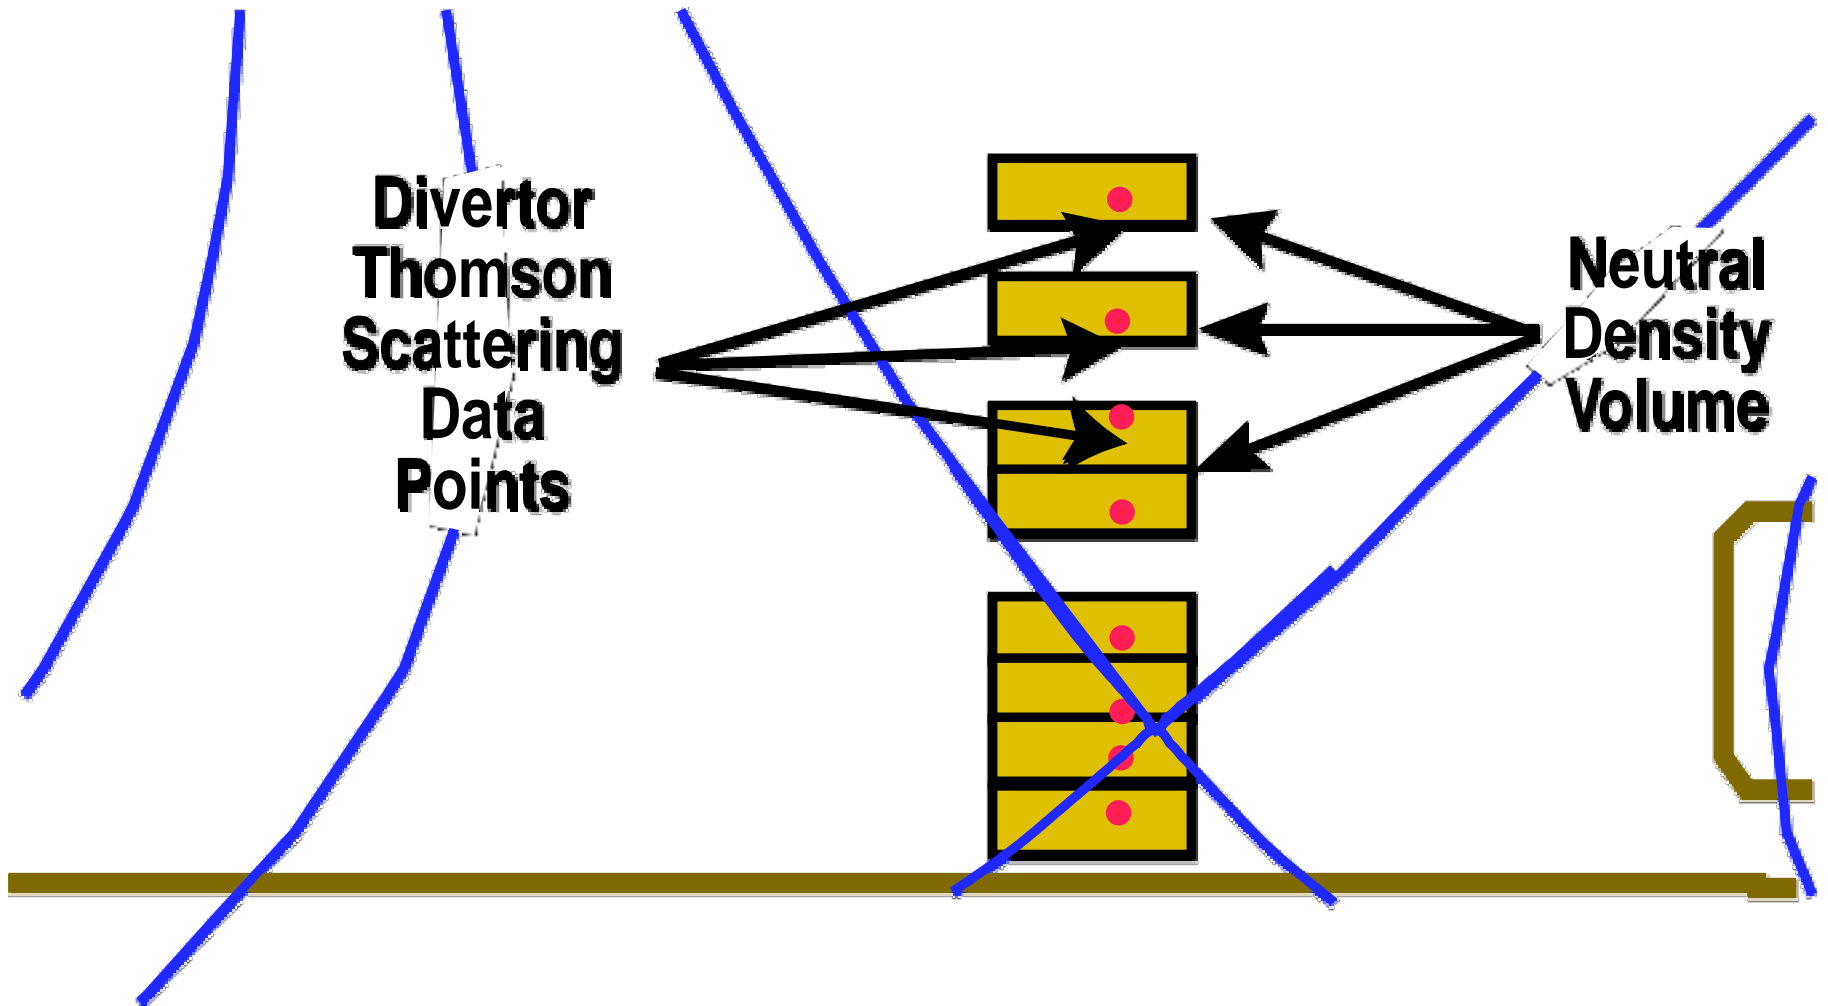 Divertor
Thomson
Scattering
Data
Points
Neutral
Density
Volume